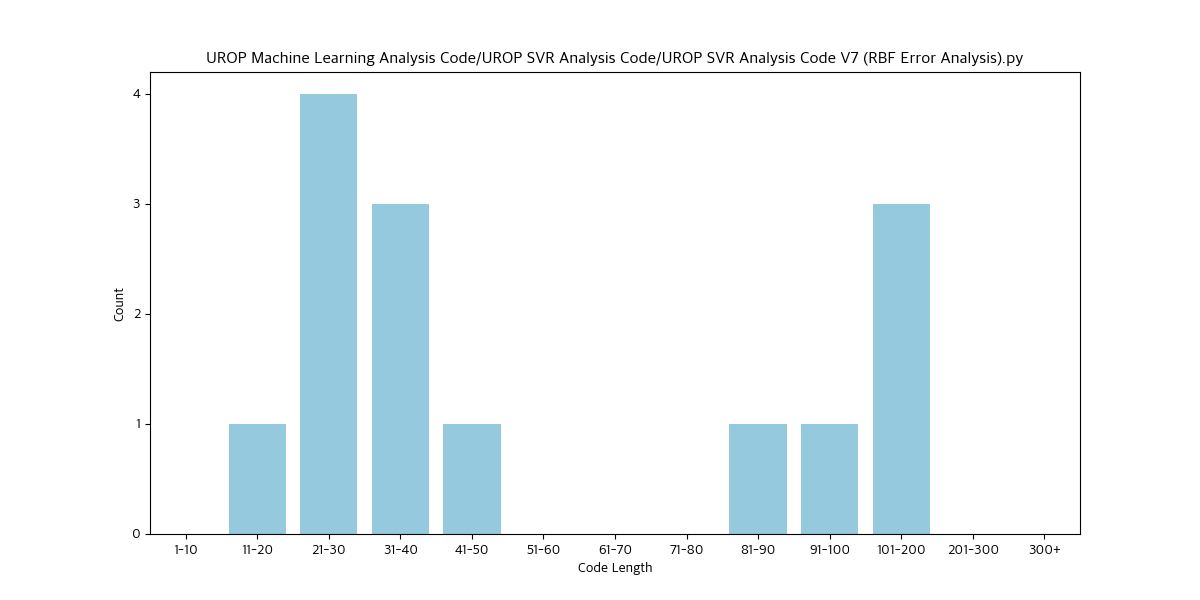 UROP Machine Learning Analysis Code/UROP SVR Analysis Code/UROP SVR Analysis Code V7 (RBF Error Analysis).py
4
3
2
1
0
Count
1-10 11-20 21-30 31-40 41-50 51-60 61-70 71-80 81-90 91-100 101-200 201-300 300+
Code Length